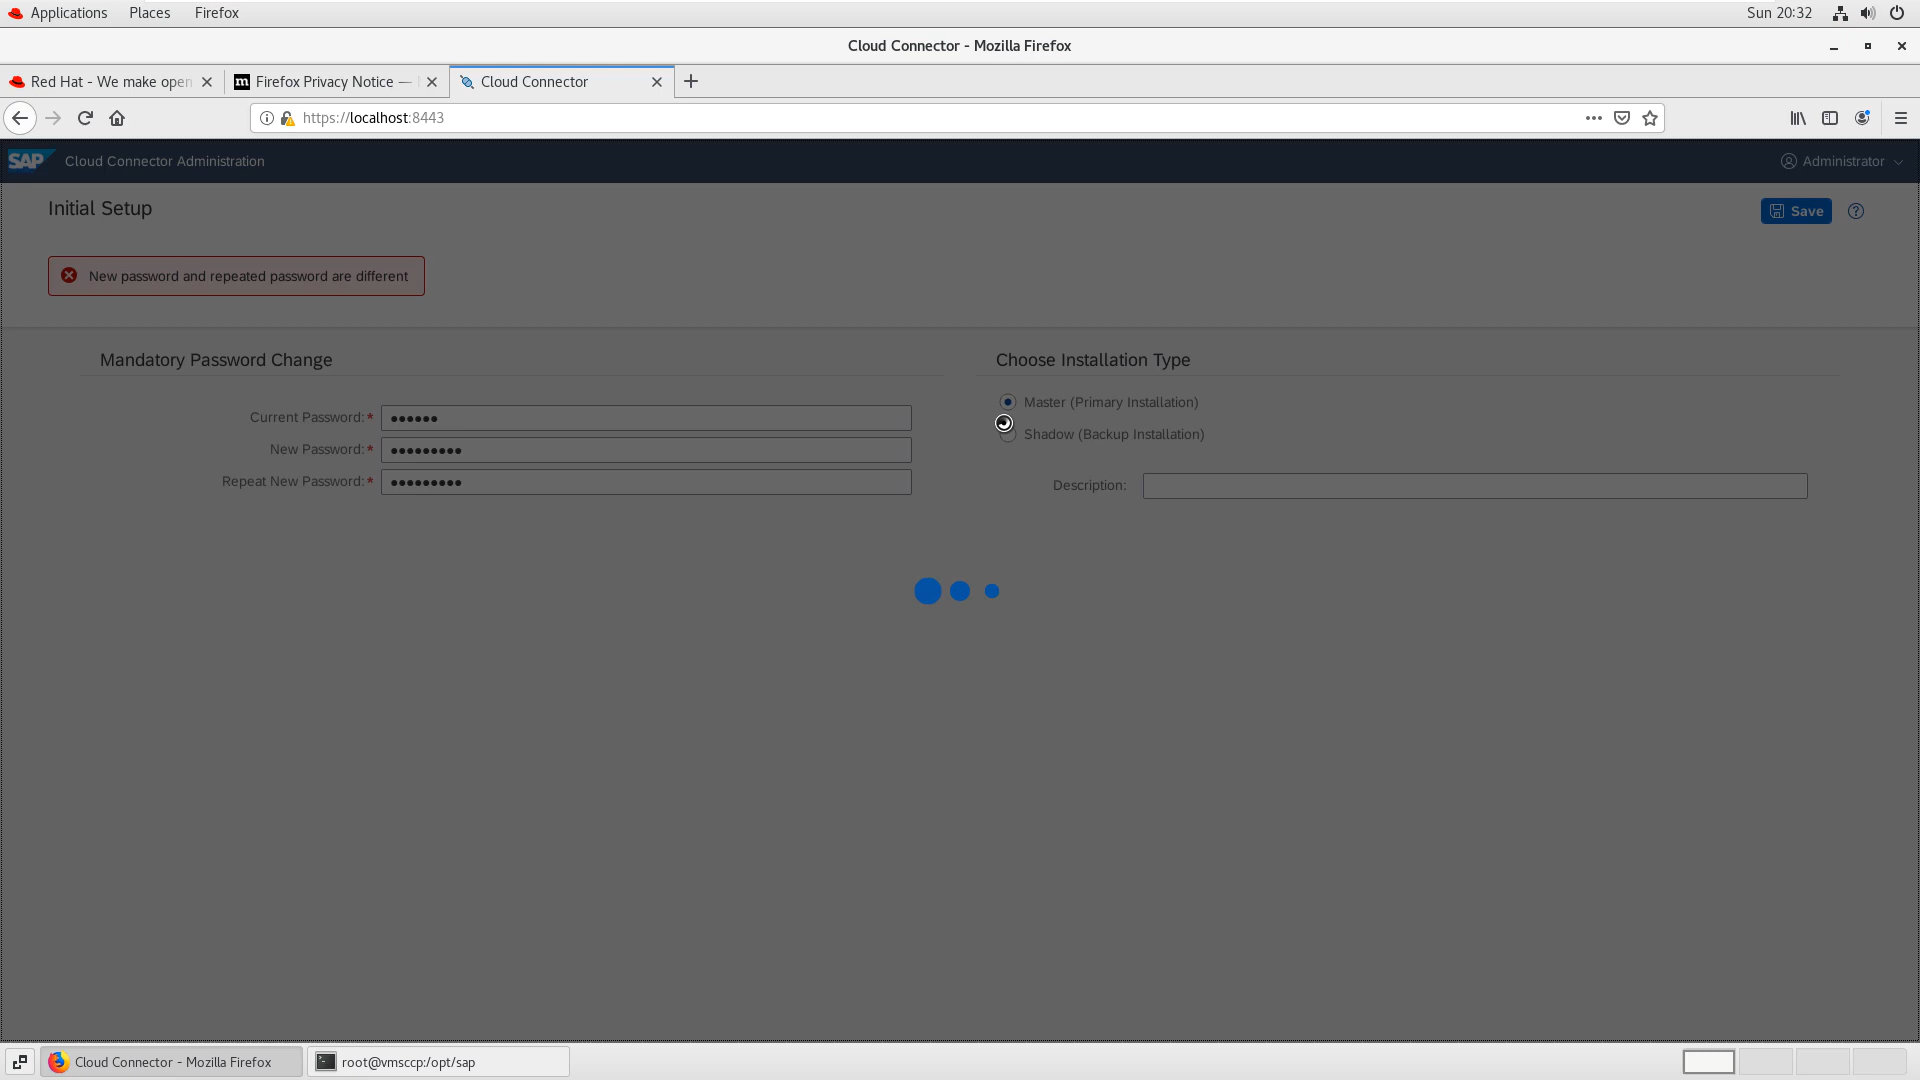 Applications Places Firefox Sun 20:32
Cloud Connector - Mozilla Firefox
Red Hat - We make open Firefox Privacy Notice — Cloud Connector
https://localhost:8443
SAP Cloud Connector Administration Administrator
Initial Setup
Save
New password and repeated password are different
Mandatory Password Change
Current Password:*
New Password:*
Repeat New Password:*
Choose Installation Type
Master (Primary Installation)
Shadow (Backup Installation)
Description:
Cloud Connector - Mozilla Firefox root@vmsccp:/opt/sap